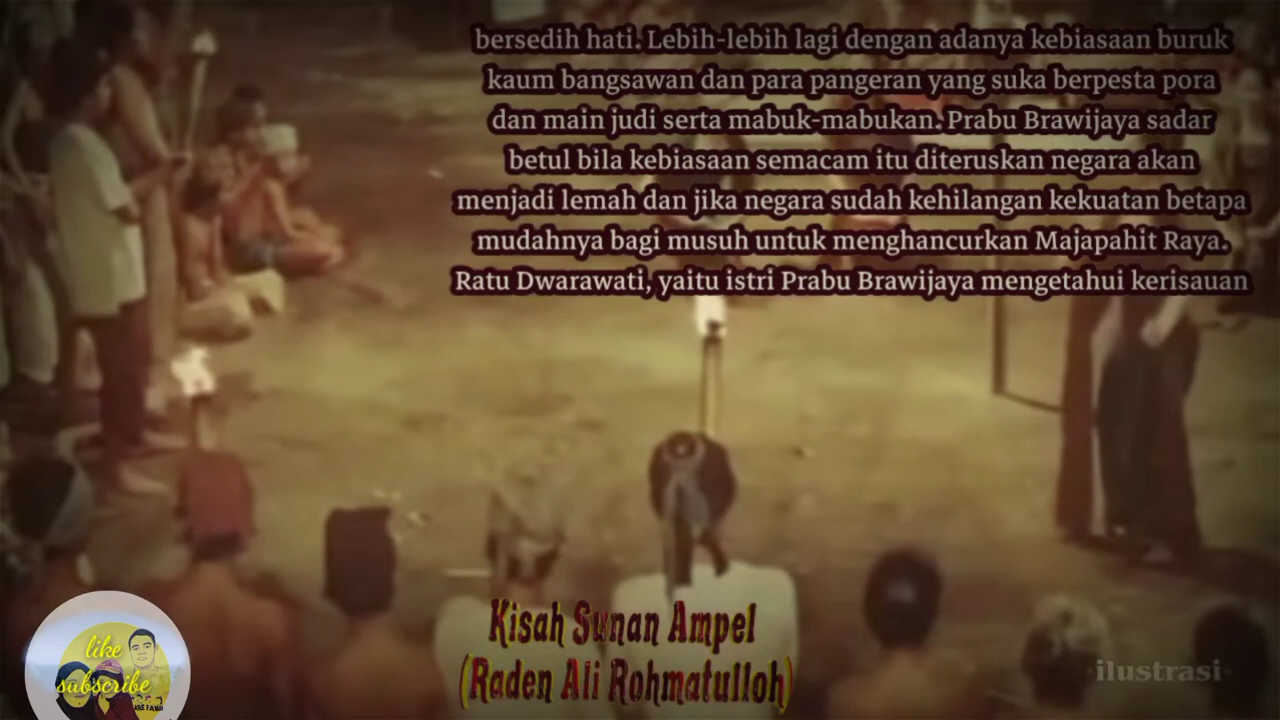 bersedih hati. Lebih-lebih lagi dengan adanya kebiasaan buruk
kaum bangsawan dan para pangeran yang suka berpesta pora
dan main judi serta mabuk-mabukan. Prabu Brawijaya sadar
betul bila kebiasaan semacam itu diteruskan negara akan
menjadi lemah dan jika negara sudah kehilangan kekuatan betapa
mudahnya bagi musuh untuk menghancurkan Majapahit Raya.
Ratu Dwarawati, yaitu istri Prabu Brawijaya mengetahui kerisauan
Kisah Sunan Ampel
(Raden Ali Rohmatulloh)
like
subscribe
·ilustrasi·